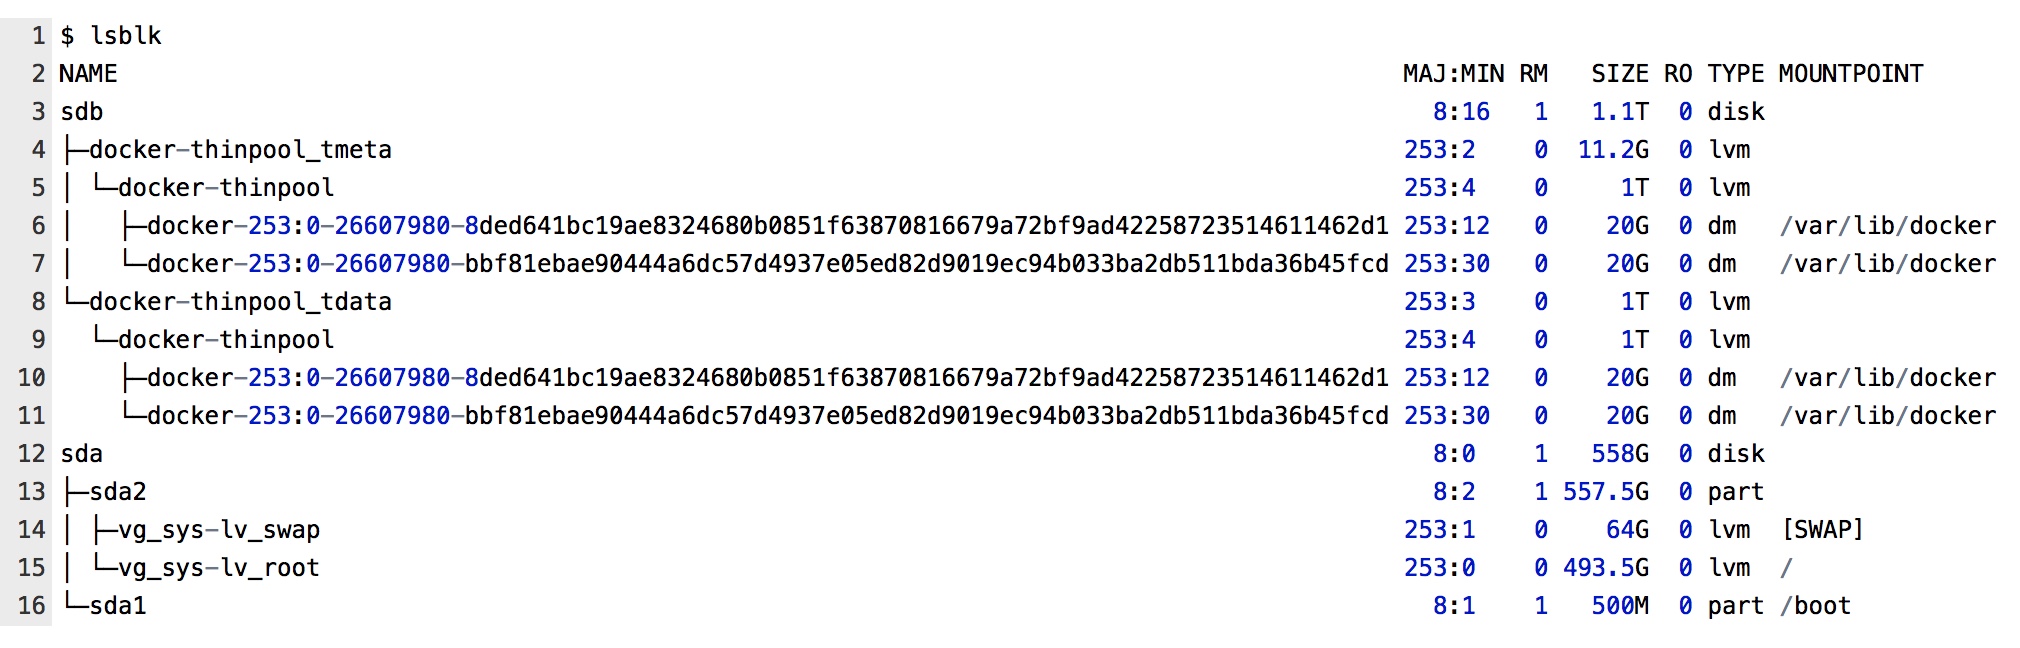 1 $ lsblk
2 NAME                                                                                         MAJ:MIN RM   SIZE RO TYPE MOUNTPOINT
3 sdb                                                                                            8:16   1   1.1T  0 disk
4 ├─docker-thinpool_tmeta                                                                      253:2    0  11.2G  0 lvm
5 │ └─docker-thinpool                                                                          253:4    0     1T  0 lvm
6 │   ├─docker-253:0-26607980-8ded641bc19ae8324680b0851f63870816679a72bf9ad42258723514611462d1 253:12   0    20G  0 dm   /var/lib/docker
7 │   └─docker-253:0-26607980-bbf81ebae90444a6dc57d4937e05ed82d9019ec94b033ba2db511bda36b45fcd 253:30   0    20G  0 dm   /var/lib/docker
8 └─docker-thinpool_tdata                                                                      253:3    0     1T  0 lvm
9   └─docker-thinpool                                                                          253:4    0     1T  0 lvm
10     ├─docker-253:0-26607980-8ded641bc19ae8324680b0851f63870816679a72bf9ad42258723514611462d1 253:12   0    20G  0 dm   /var/lib/docker
11     └─docker-253:0-26607980-bbf81ebae90444a6dc57d4937e05ed82d9019ec94b033ba2db511bda36b45fcd 253:30   0    20G  0 dm   /var/lib/docker
12 sda                                                                                            8:0    1   558G  0 disk
13 ├─sda2                                                                                         8:2    1 557.5G  0 part
14 │ ├─vg_sys-lv_swap                                                                           253:1    0    64G  0 lvm  [SWAP]
15 │ └─vg_sys-lv_root                                                                           253:0    0 493.5G  0 lvm  /
16 └─sda1                                                                                         8:1    1   500M  0 part /boot